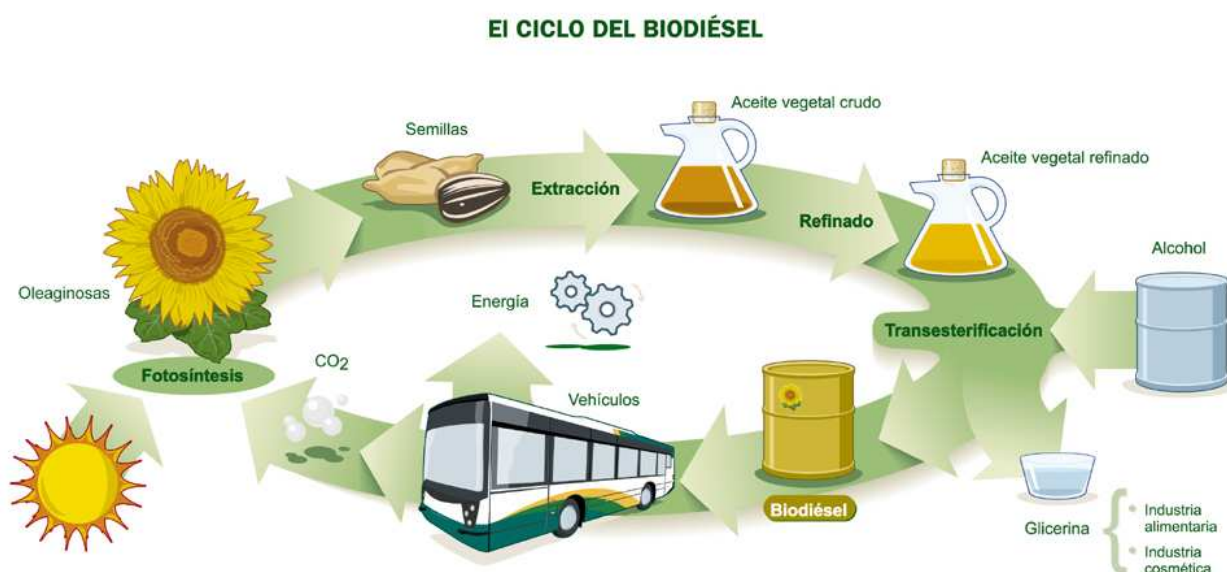 El CICLO DEL BIODIÉSEL
Aceite vegetal crudo
Semillas
Aceite vegetal refinado
Extracción
Refinado
Alcohol
Oleaginosas
Energía
Transesterificación
CO2
Fotosíntesis
Vehículos
Biodiésel
Glicerina
• Industria
alimentaria
• Industria
cosmética